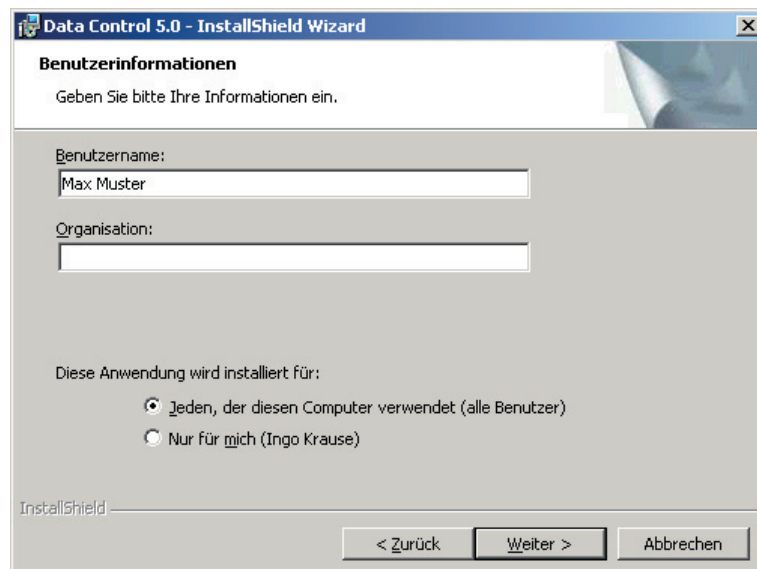 Data Control 5.0 - InstallShield Wizard
Benutzerinformationen
Geben Sie bitte Ihre Informationen ein.
Benutzername:
Max Muster
Organisation:
Diese Anwendung wird installiert für:
Jeden, der diesen Computer verwendet (alle Benutzer)
Nur für mich (Ingo Krause)
InstallShield
< Zurück
Weiter >
Abbrechen